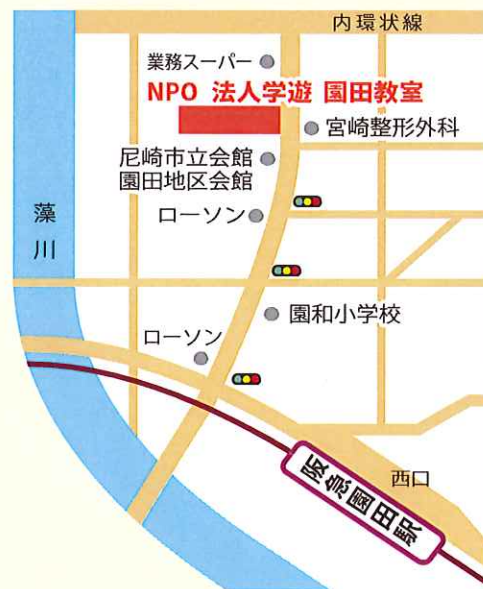 内環状線
業務スーパー
NPO 法人学遊 園田教室
宮崎整形外科
尼崎市立会館
園田地区会館
藻川
ローソン
園和小学校
ローソン
西口
阪急園田駅